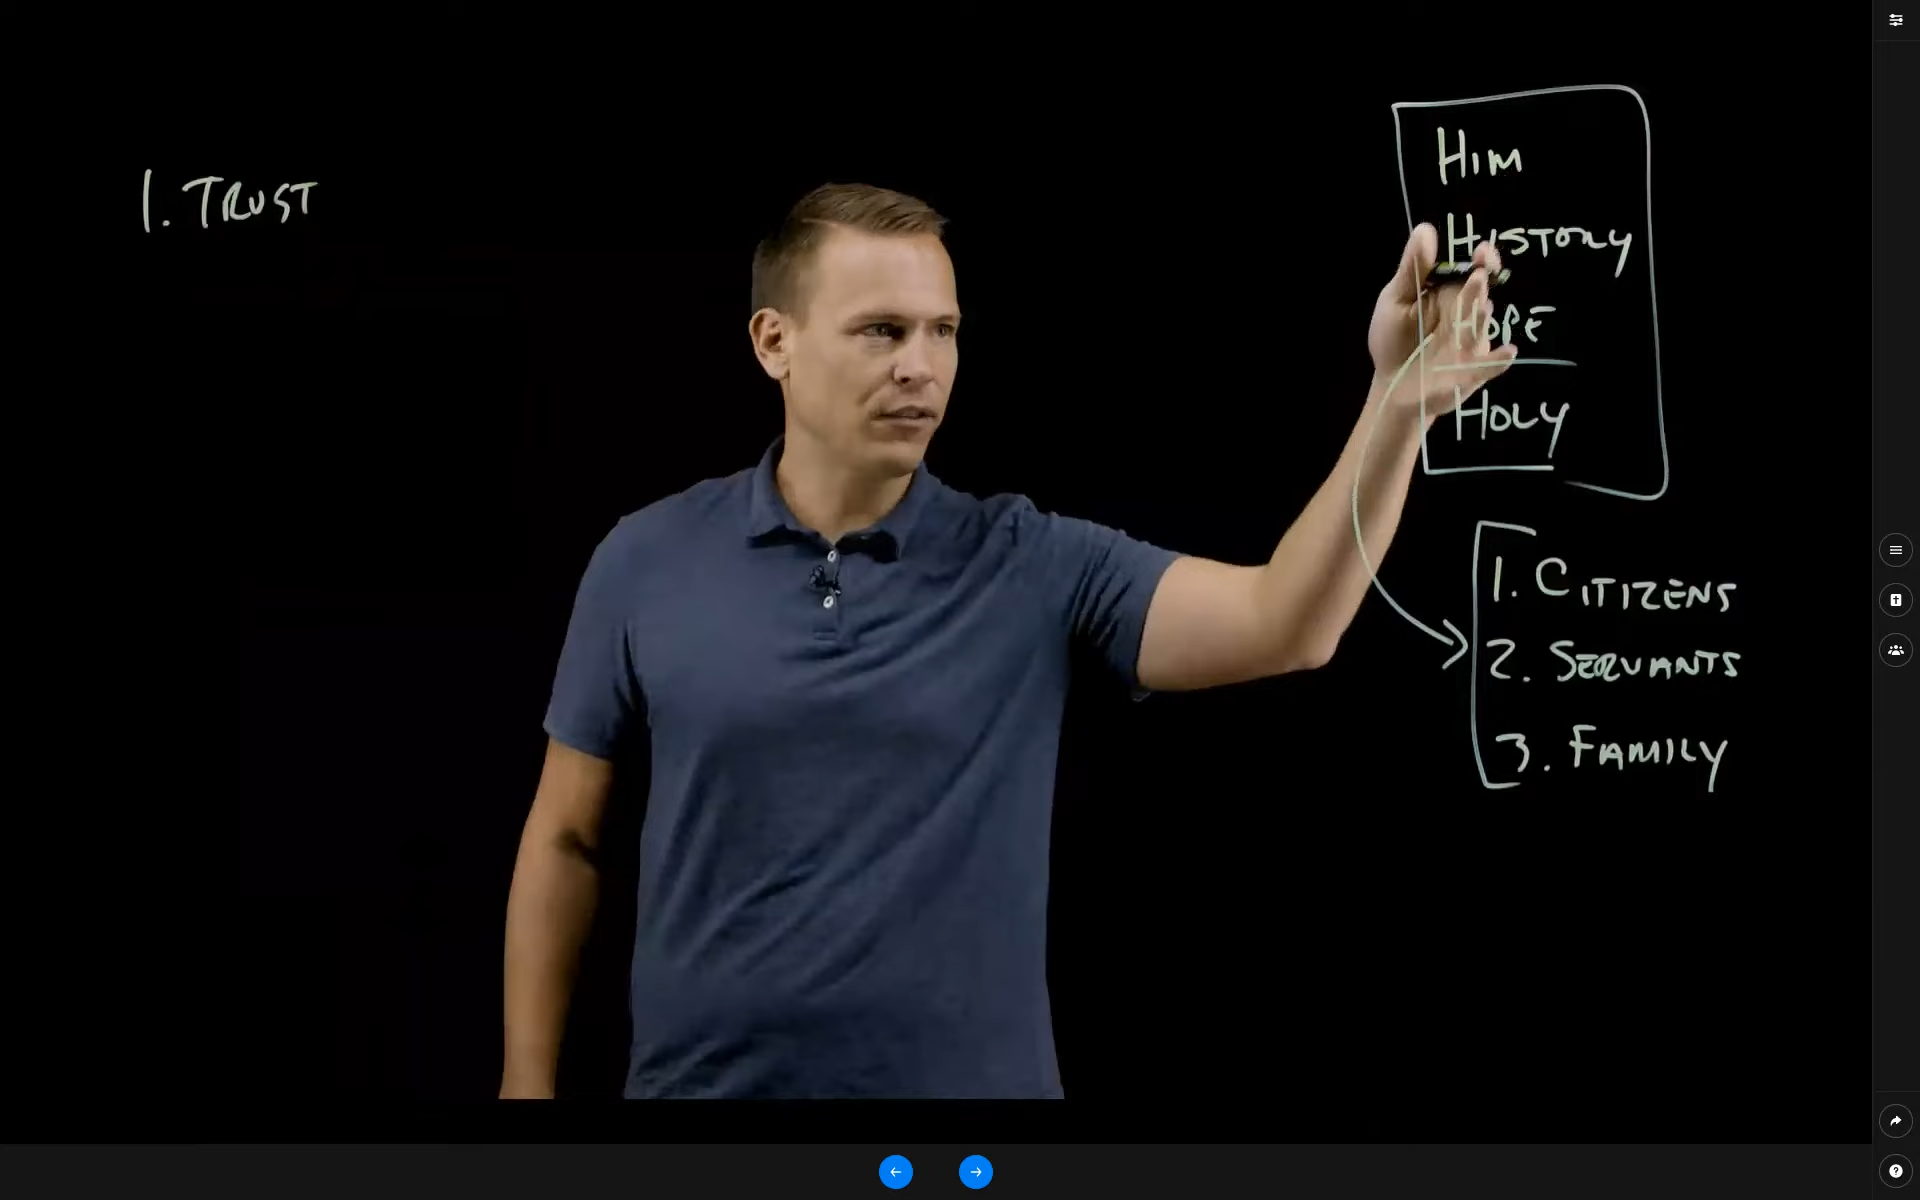 1. TRUST
HIM
HISTORY
HOPE
HOLY
1. CITIZENS
2. SERVANTS
3. FAMILY